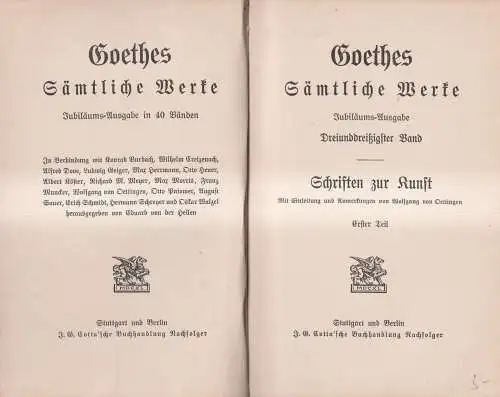 Goethes
Sämtliche Werke
Jubiläums-Ausgabe in 40 Bänden
In Verbindung mit Konrad Burdach, Wilhelm Creizenach,
Alfred Dove, Ludwig Geiger, Max Herrmann, Otto Heuer,
Albert Köster, Richard M. Meyer, Max Morris, Franz
Muncker, Wolfgang von Oettingen, Otto Pniower, August
Sauer, Erich Schmidt, Hermann Schreyer und Oskar Walzel
herausgegeben von Eduard von der Hellen
MDCXL
Stuttgart und Berlin
J. G. Cotta'sche Buchhandlung Nachfolger
Goethes
Sämtliche Werke
Jubiläums-Ausgabe
Dreiunddreißigster Band
Schriften zur Kunst
Mit Einleitung und Anmerkungen von Wolfgang von Oettingen
Erster Teil
MDCXL
Stuttgart und Berlin
J. G. Cotta'sche Buchhandlung Nachfolger